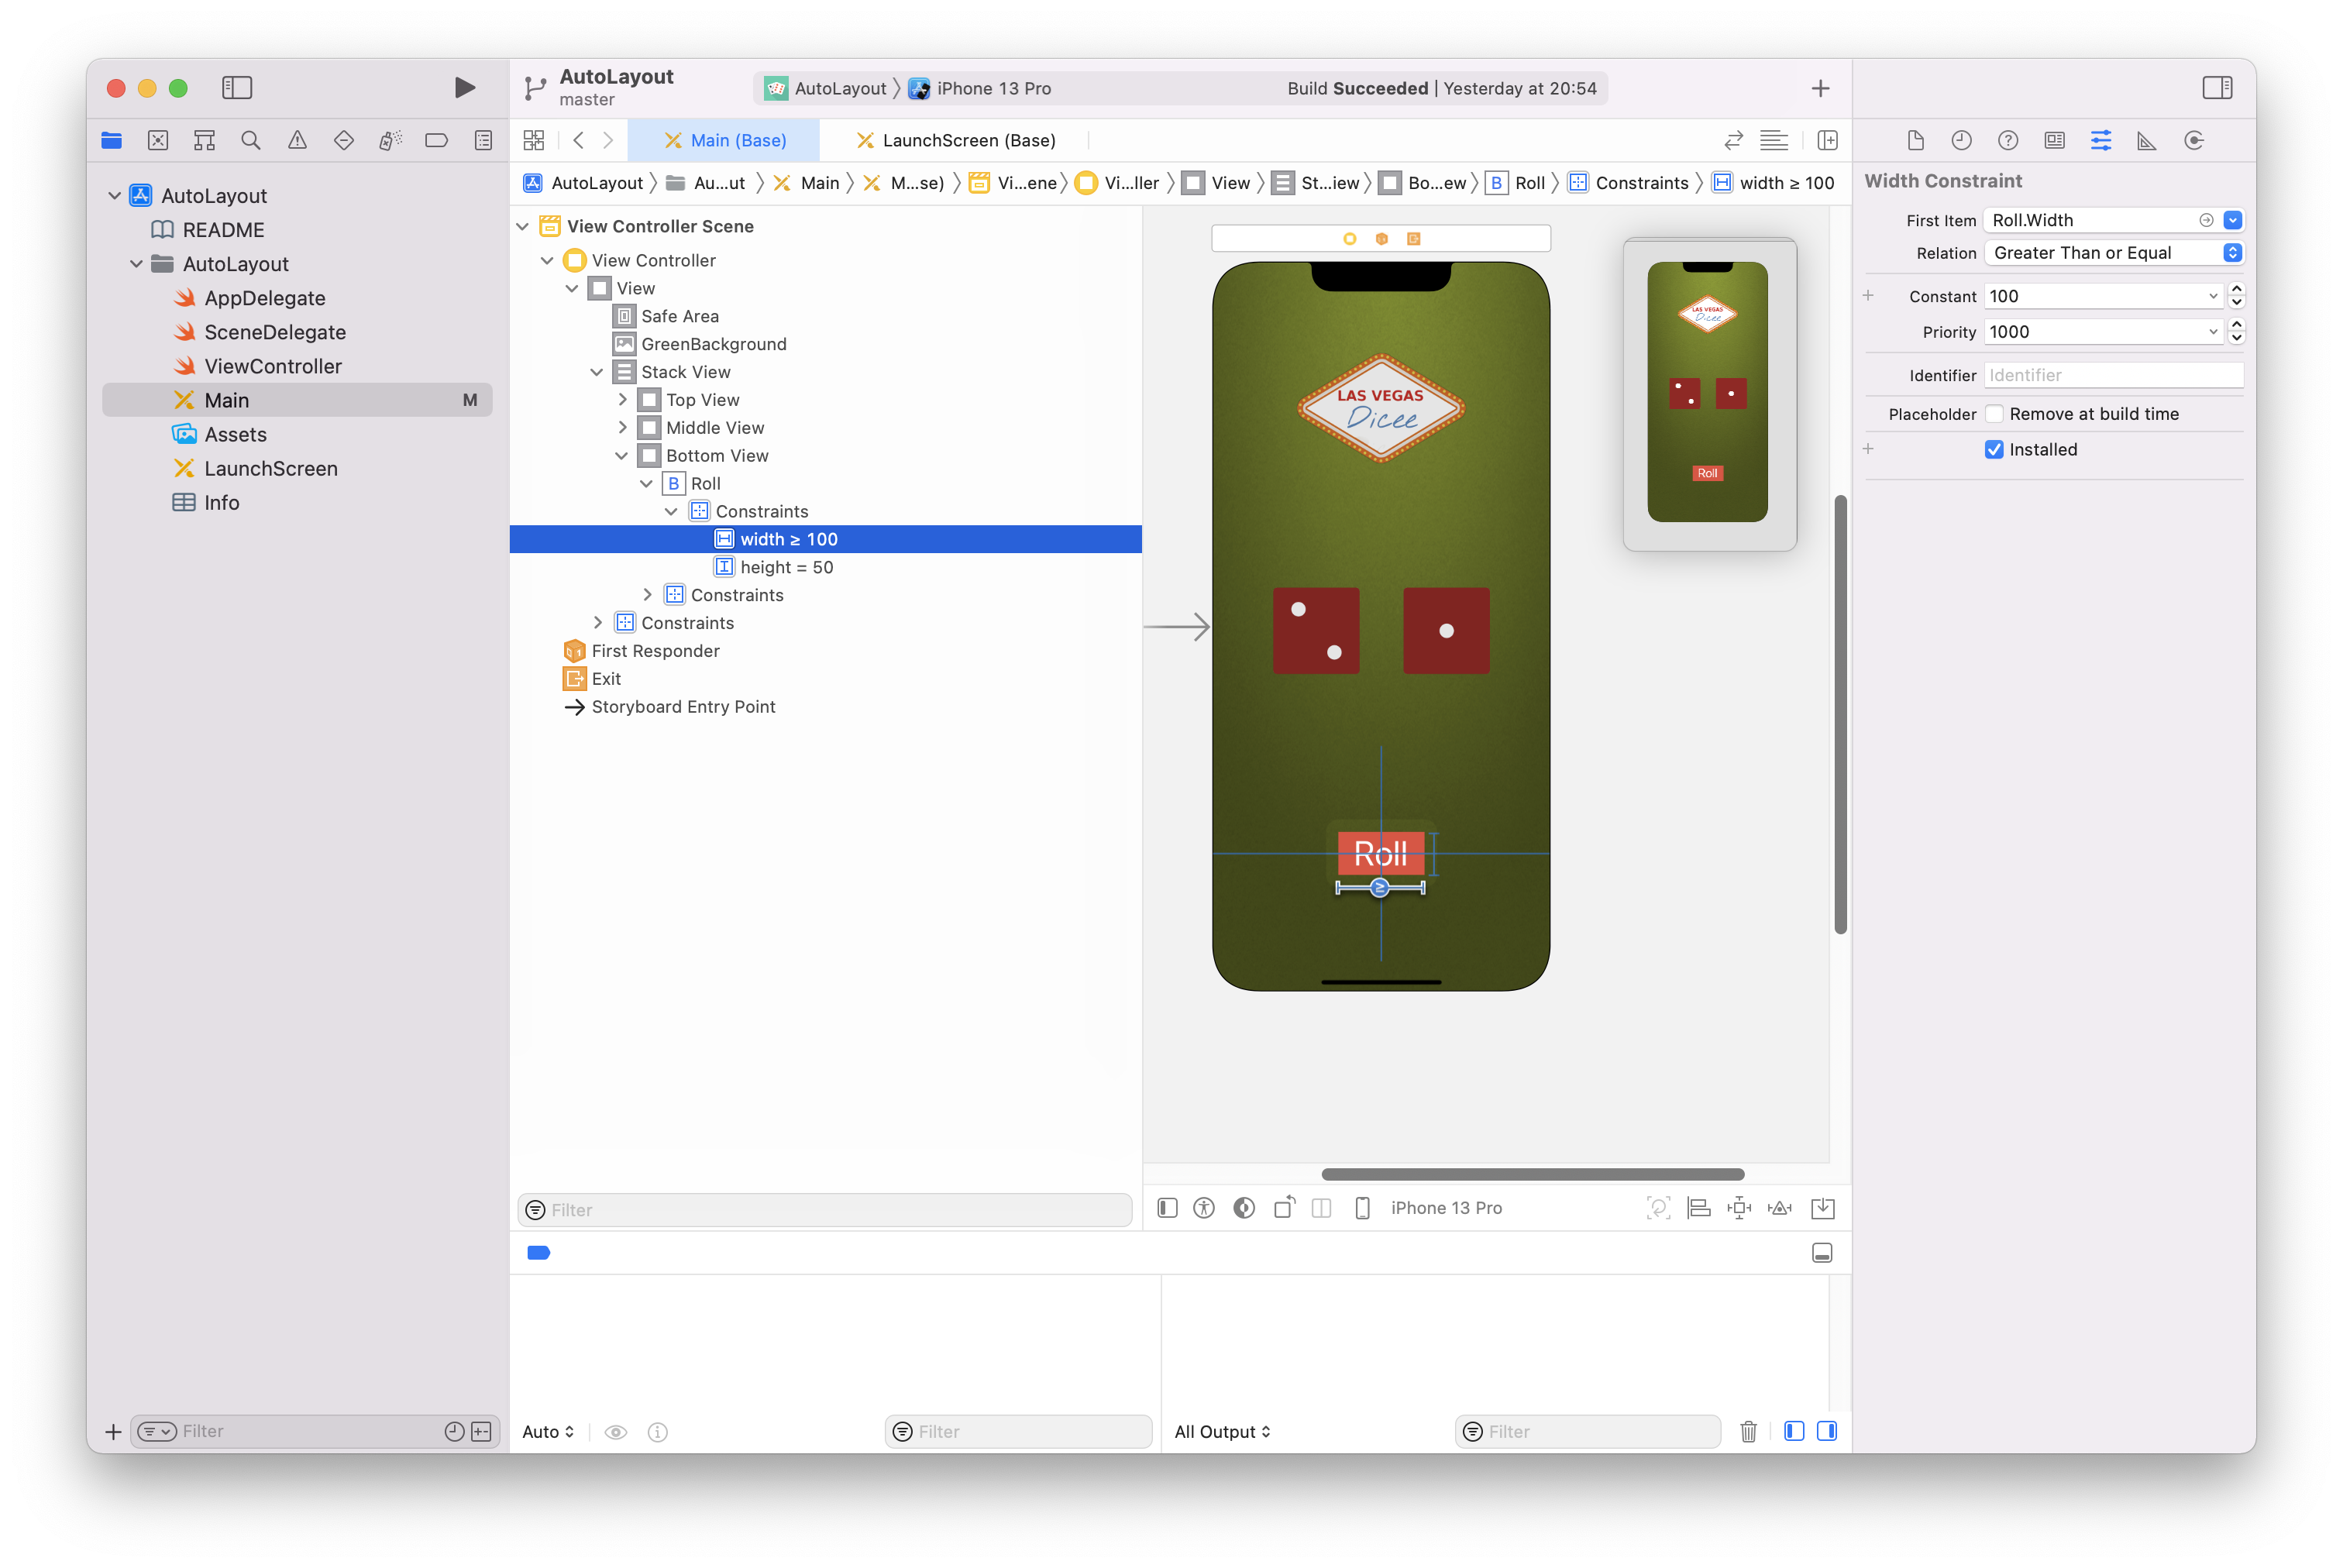 AutoLayout
master
AutoLayout
iPhone 13 Pro
Build Succeeded | Yesterday at 20:54
Main (Base)
LaunchScreen (Base)
AutoLayout
Au...ut
Main
M...se)
Vi...ene
Vi...ller
View
St...iew
Bo...ew
B
Roll
Constraints
width ≥ 100
AutoLayout
README
AutoLayout
AppDelegate
SceneDelegate
ViewController
Main
M
Assets
LaunchScreen
Info
Filter
View Controller Scene
View Controller
View
Safe Area
GreenBackground
Stack View
Top View
Middle View
Bottom View
B Roll
Constraints
width ≥ 100
height = 50
Constraints
Constraints
First Responder
Exit
Storyboard Entry Point
Filter
LAS VEGAS
Dicee
Roll
≥
LAS VEGAS
Dicee
Roll
iPhone 13 Pro
Auto
Filter
All Output
Filter
Width Constraint
First Item Roll.Width
Relation Greater Than or Equal
Constant 100
Priority 1000
Identifier Identifier
Placeholder Remove at build time
Installed